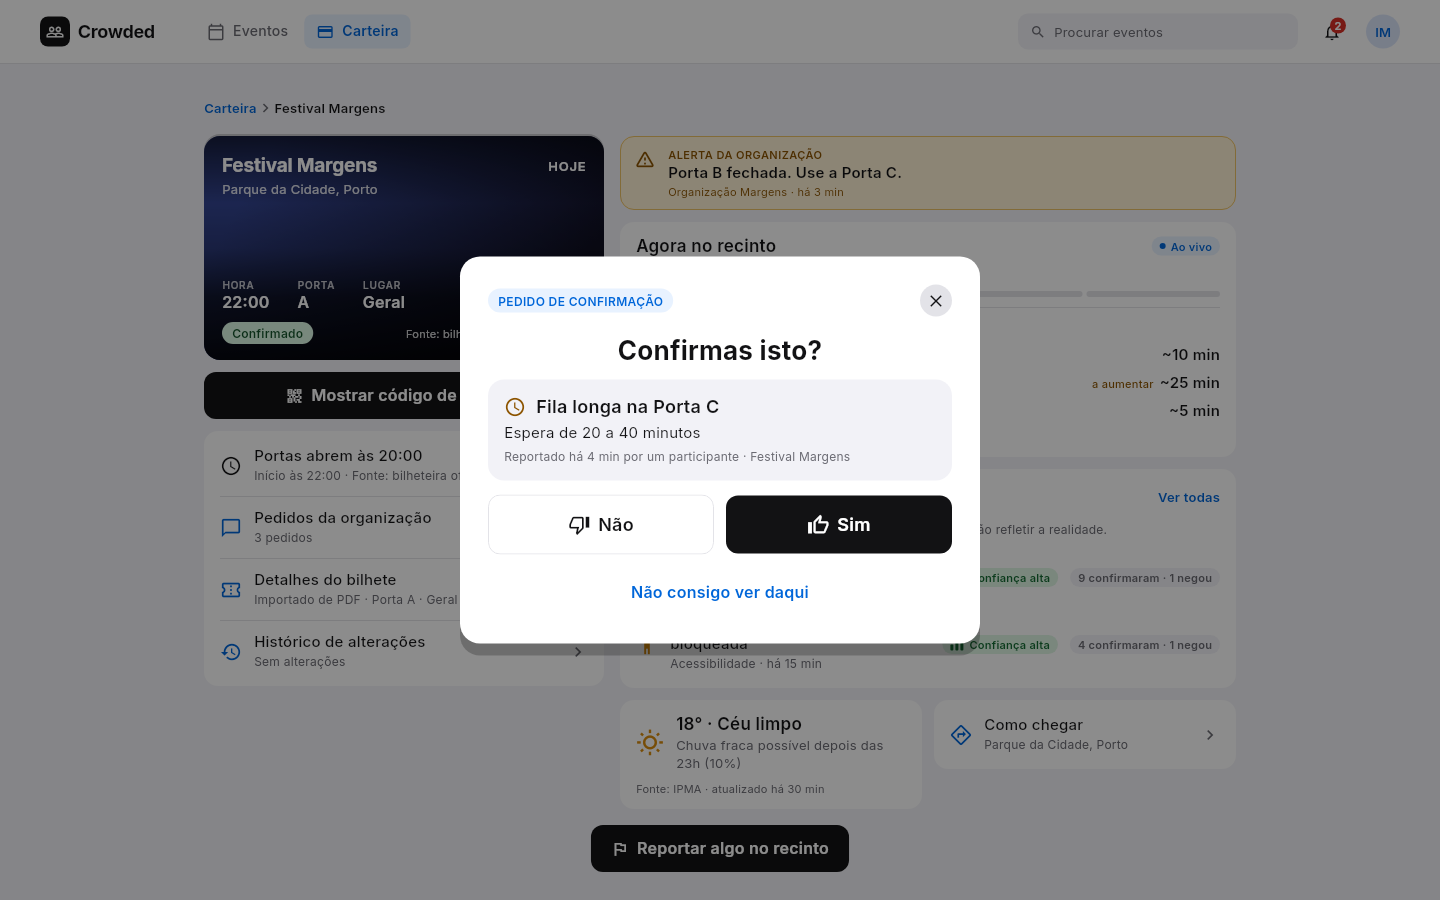 Crowded
Eventos
Carteira
Procurar eventos
2
IM
Carteira > Festival Margens
Festival Margens
HOJE
Parque da Cidade, Porto
HORA PORTA LUGAR
22:00 A Geral
Confirmado
Fonte:
Mostrar código de
Portas abrem às 20:00
Início às 22:00 · Fonte: bilheteira
Pedidos da organização
3 pedidos
Detalhes do bilhete
Importado de PDF · Porta A · Geral
Histórico de alterações
Sem alterações
ALERTA DA ORGANIZAÇÃO
Porta B fechada. Use a Porta C.
Organização Margens · há 3 min
Agora no recinto
Ao vivo
~10 min
a aumentar ~25 min
~5 min
Ver todas
refletir a realidade.
9 confirmaram · 1 negou
bloqueada
Confiança alta
4 confirmaram · 1 negou
Acessibilidade · há 15 min
18° · Céu limpo
Chuva fraca possível depois das
23h (10%)
Fonte: IPMA · atualizado há 30 min
Como chegar
Parque da Cidade, Porto
Reportar algo no recinto
PEDIDO DE CONFIRMAÇÃO
Confirmas isto?
Fila longa na Porta C
Espera de 20 a 40 minutos
Reportado há 4 min por um participante · Festival Margens
Não
Sim
Não consigo ver daqui